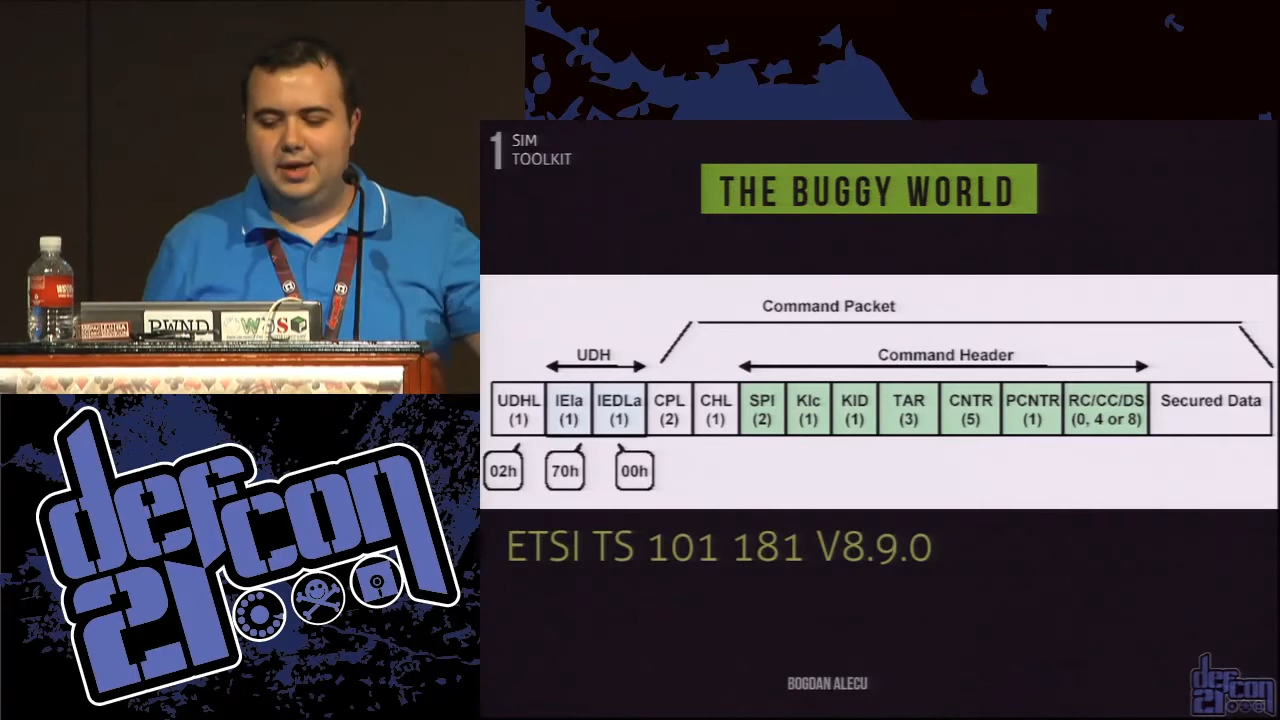 1 SIM
TOOLKIT
THE BUGGY WORLD
Command Packet
UDH
Command Header
UDHL IEIa IEDLa CPL CHL SPI KIc KID TAR CNTR PCNTR RC/CC/DS Secured Data
(1) (1) (1) (2) (1) (2) (1) (1) (3) (5) (1) (0, 4 or 8)
02h 70h 00h
ETSI TS 101 181 V8.9.0
BOGDAN ALECU
PWND
defcon
21
defcon
21